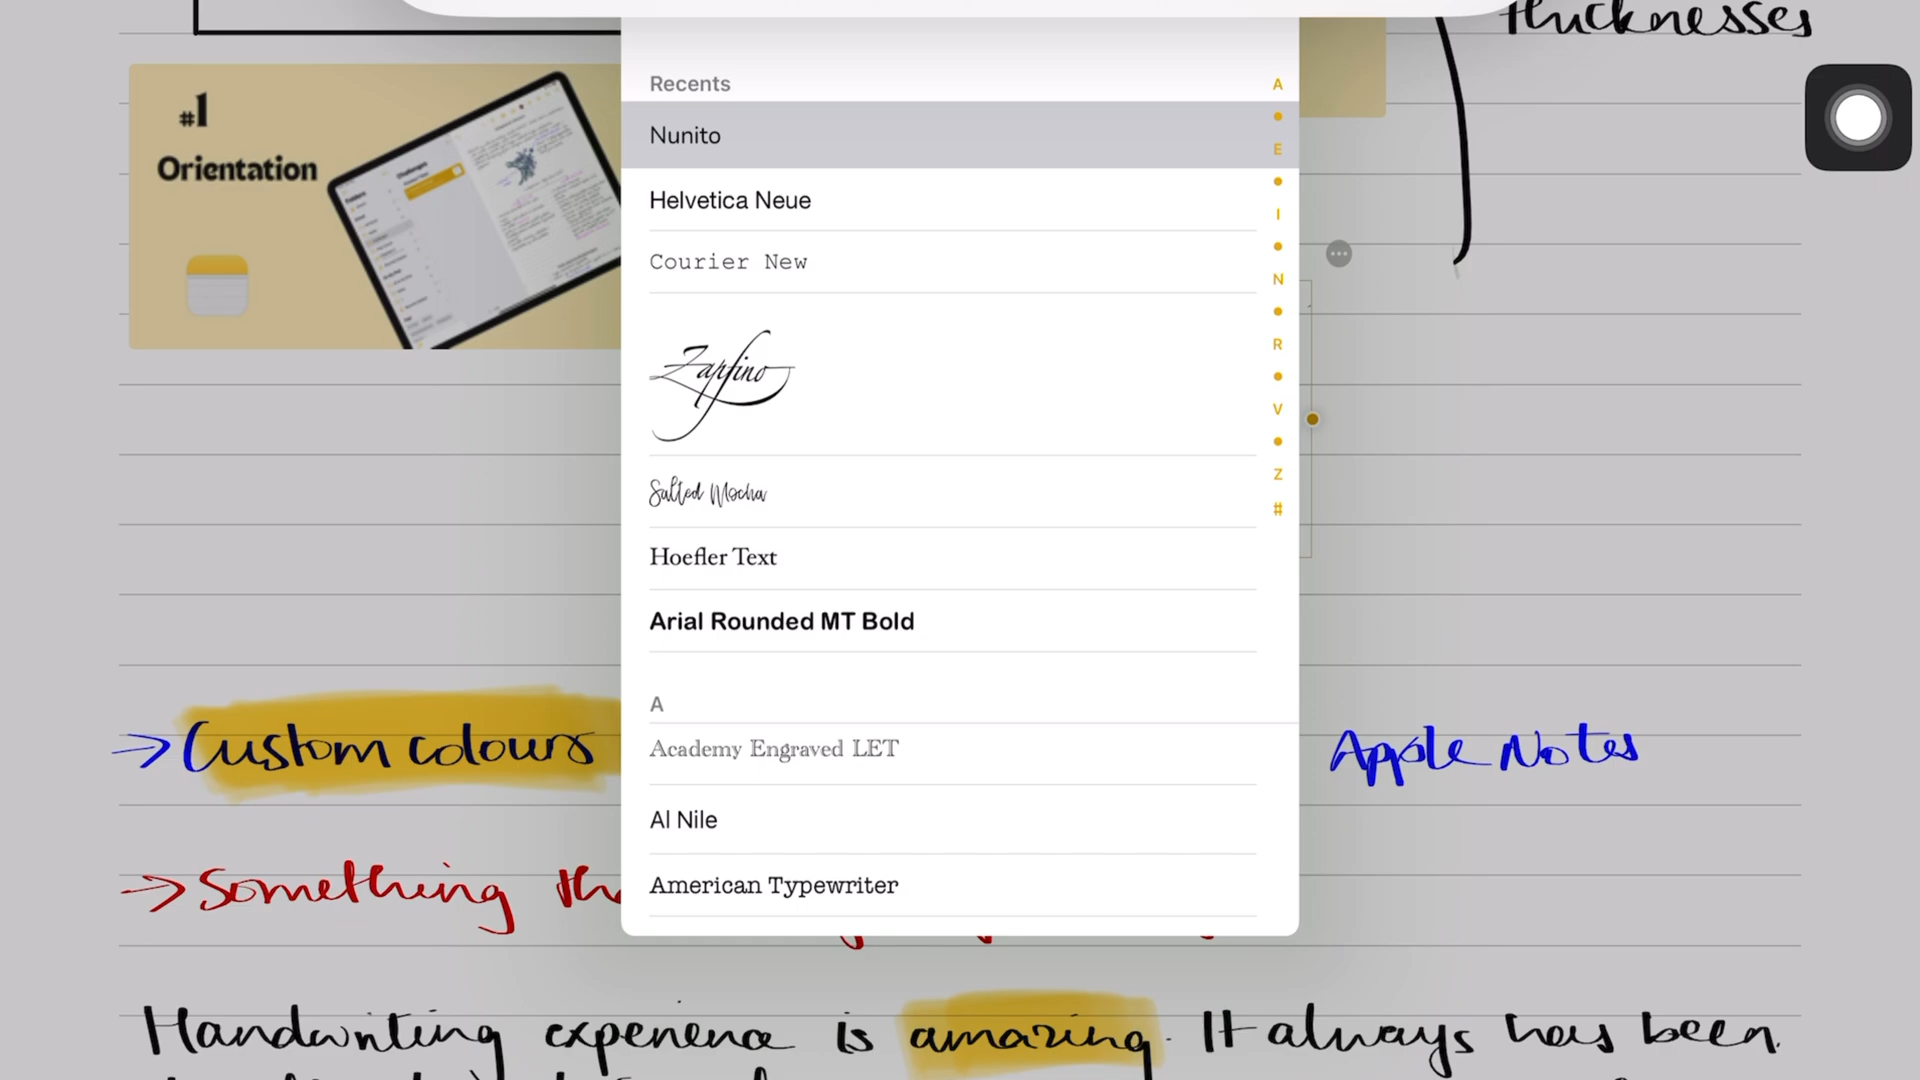 thicknesses
#1
Orientation
Recents
Nunito
Helvetica Neue
Courier New
Zapfino
Salted Mocha
Hoefler Text
Arial Rounded MT Bold
A
Academy Engraved LET
Al Nile
American Typewriter
A
E
I
N
R
V
Z
#
→ Custom colours
Apple Notes
→ Something
Handwriting experience is amazing. It always has been.